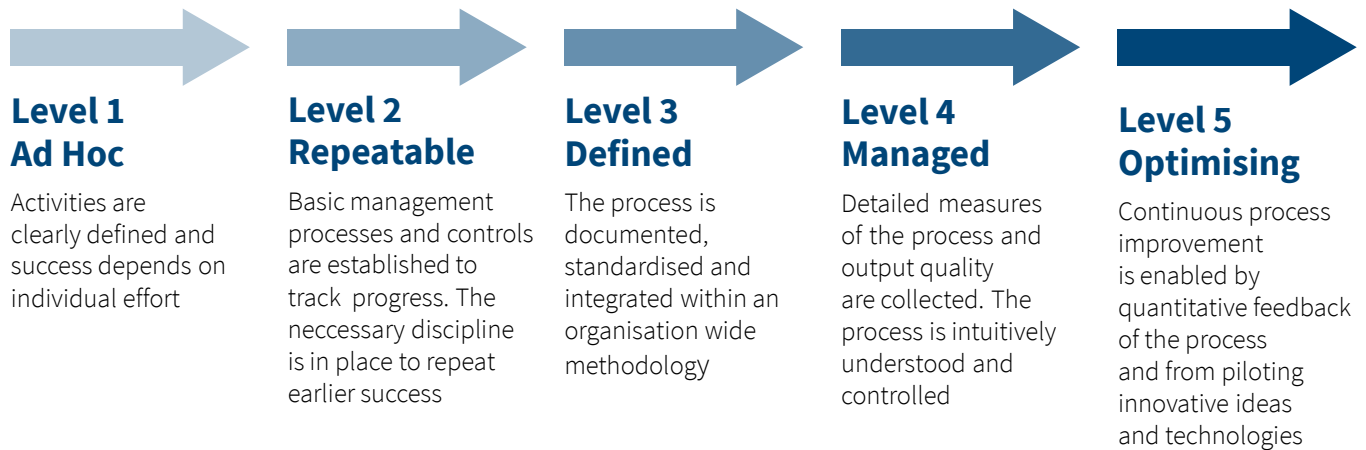 Level 1
Ad Hoc
Activities are
clearly defined and
success depends on
individual effort
Level 2
Repeatable
Basic management
processes and controls
are established to
track progress. The
neccessary discipline
is in place to repeat
earlier success
Level 3
Defined
The process is
documented,
standardised and
integrated within an
organisation wide
methodology
Level 4
Managed
Detailed measures
of the process and
output quality
are collected. The
process is intuitively
understood and
controlled
Level 5
Optimising
Continuous process
improvement
is enabled by
quantitative feedback
of the process
and from piloting
innovative ideas
and technologies